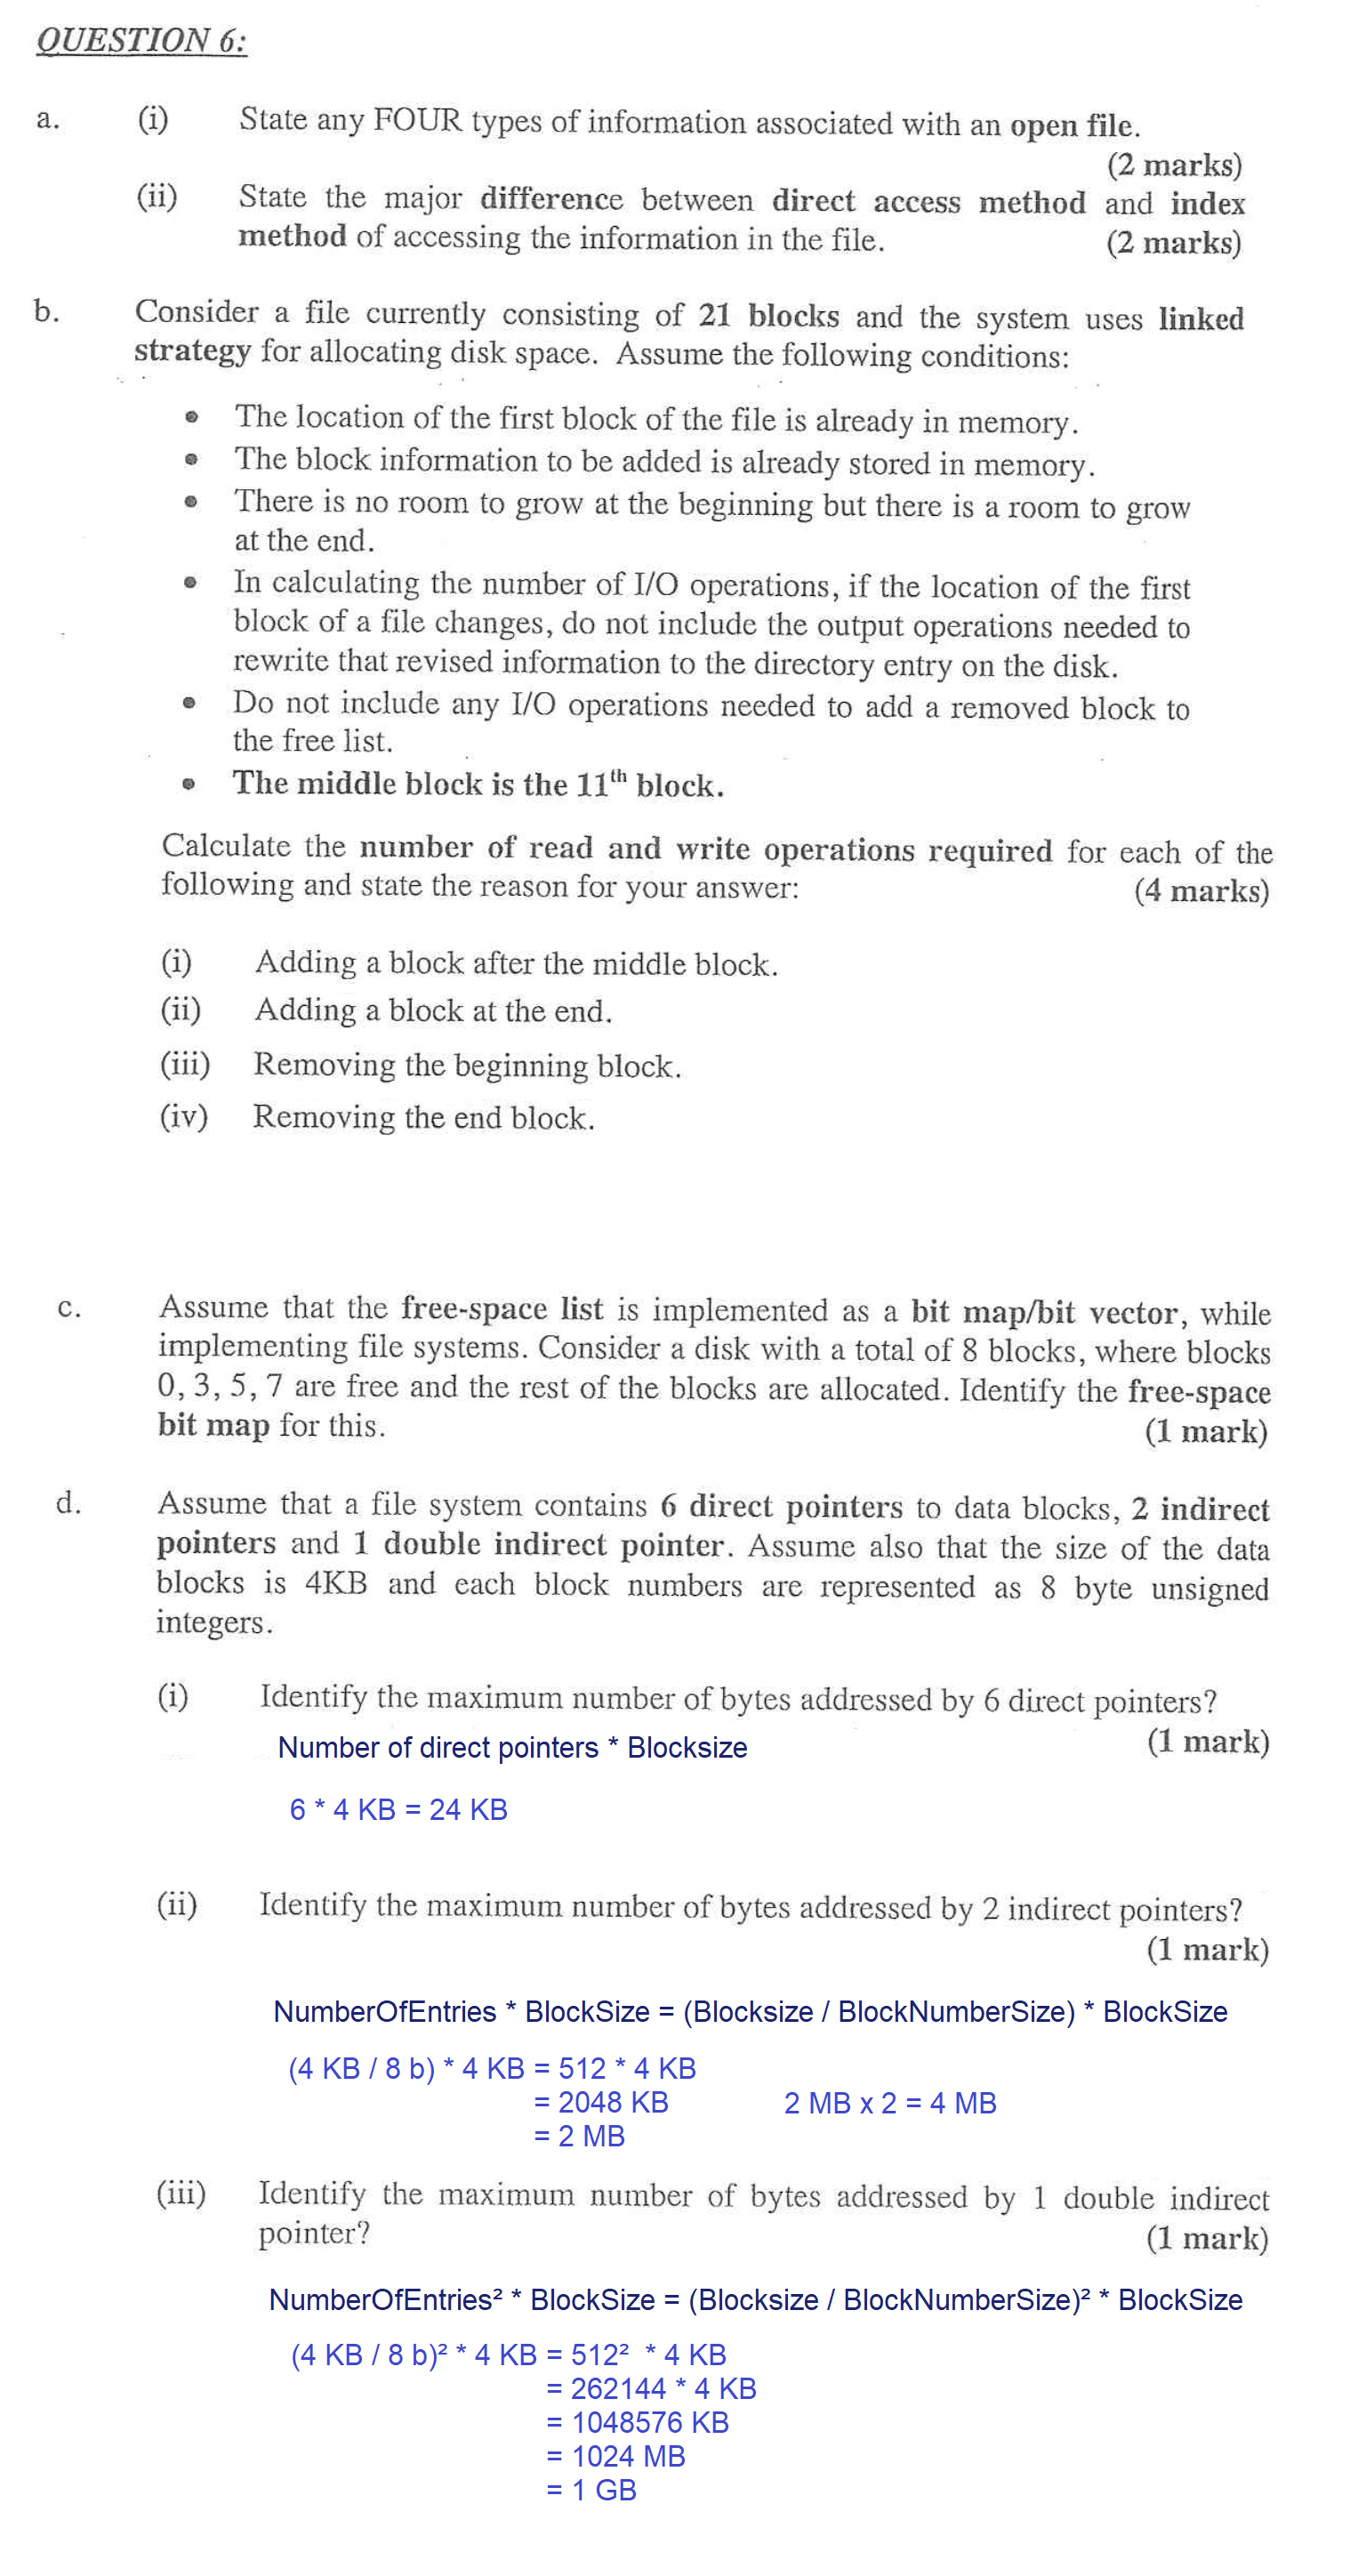 QUESTION 6:
a. (i) State any FOUR types of information associated with an open file.
(2 marks)
(ii) State the major difference between direct access method and index
method of accessing the information in the file. (2 marks)
b. Consider a file currently consisting of 21 blocks and the system uses linked
strategy for allocating disk space. Assume the following conditions:
• The location of the first block of the file is already in memory.
• The block information to be added is already stored in memory.
• There is no room to grow at the beginning but there is a room to grow
at the end.
• In calculating the number of I/O operations, if the location of the first
block of a file changes, do not include the output operations needed to
rewrite that revised information to the directory entry on the disk.
• Do not include any I/O operations needed to add a removed block to
the free list.
• The middle block is the 11th block.
Calculate the number of read and write operations required for each of the
following and state the reason for your answer: (4 marks)
(i) Adding a block after the middle block.
(ii) Adding a block at the end.
(iii) Removing the beginning block.
(iv) Removing the end block.
c. Assume that the free-space list is implemented as a bit map/bit vector, while
implementing file systems. Consider a disk with a total of 8 blocks, where blocks
0, 3, 5, 7 are free and the rest of the blocks are allocated. Identify the free-space
bit map for this. (1 mark)
d. Assume that a file system contains 6 direct pointers to data blocks, 2 indirect
pointers and 1 double indirect pointer. Assume also that the size of the data
blocks is 4KB and each block numbers are represented as 8 byte unsigned
integers.
(i) Identify the maximum number of bytes addressed by 6 direct pointers?
(1 mark)
Number of direct pointers * Blocksize
6 * 4 KB = 24 KB
(ii) Identify the maximum number of bytes addressed by 2 indirect pointers?
(1 mark)
NumberOfEntries * BlockSize = (Blocksize / BlockNumberSize) * BlockSize
(4 KB / 8 b) * 4 KB = 512 * 4 KB
= 2048 KB 2 MB x 2 = 4 MB
= 2 MB
(iii) Identify the maximum number of bytes addressed by 1 double indirect
pointer? (1 mark)
NumberOfEntries² * BlockSize = (Blocksize / BlockNumberSize)² * BlockSize
(4 KB / 8 b)² * 4 KB = 512² * 4 KB
= 262144 * 4 KB
= 1048576 KB
= 1024 MB
= 1 GB